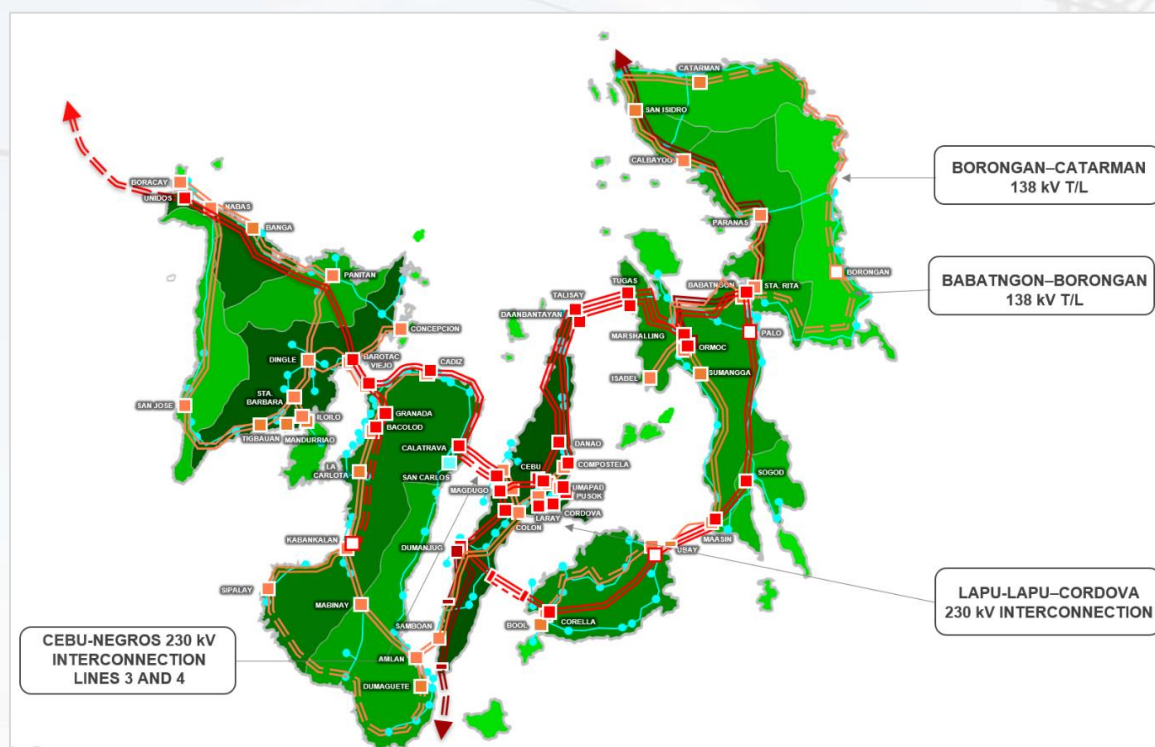 CATARMAN
SAN ISIDRO
CALBAYOG
BORONGAN–CATARMAN
138 kV T/L
BORACAY
UNIDOS
NABAS
BANGA
PARANAS
PANITAN
BORONGAN
TUGAS
BABATNGON
STA. RITA
BABATNGON–BORONGAN
138 kV T/L
TALISAY
DAANBANTAYAN
CONCEPCION
MARSHALLING
PALO
ORMOC
DINGLE
BAROTAC
VIEJO
CADIZ
ISABEL
SUMANGGA
STA.
BARBARA
SAN JOSE
ILOILO
GRANADA
TIGBAUAN
MANDURRIAO
BACOLOD
CALATRAVA
DANAO
LA
CARLOTA
SAN CARLOS
CEBU
COMPOSTELA
SOGOD
MAGDUGO
UMAPAD
PUSOK
LARAY
CORDOVA
COLON
MAASIN
KABANKALAN
DUMANJUG
UBAY
SIPALAY
MABINAY
LAPU-LAPU–CORDOVA
230 kV INTERCONNECTION
SAMBOAN
BOOL
CORELLA
CEBU-NEGROS 230 kV
INTERCONNECTION
LINES 3 AND 4
AMLAN
DUMAGUETE